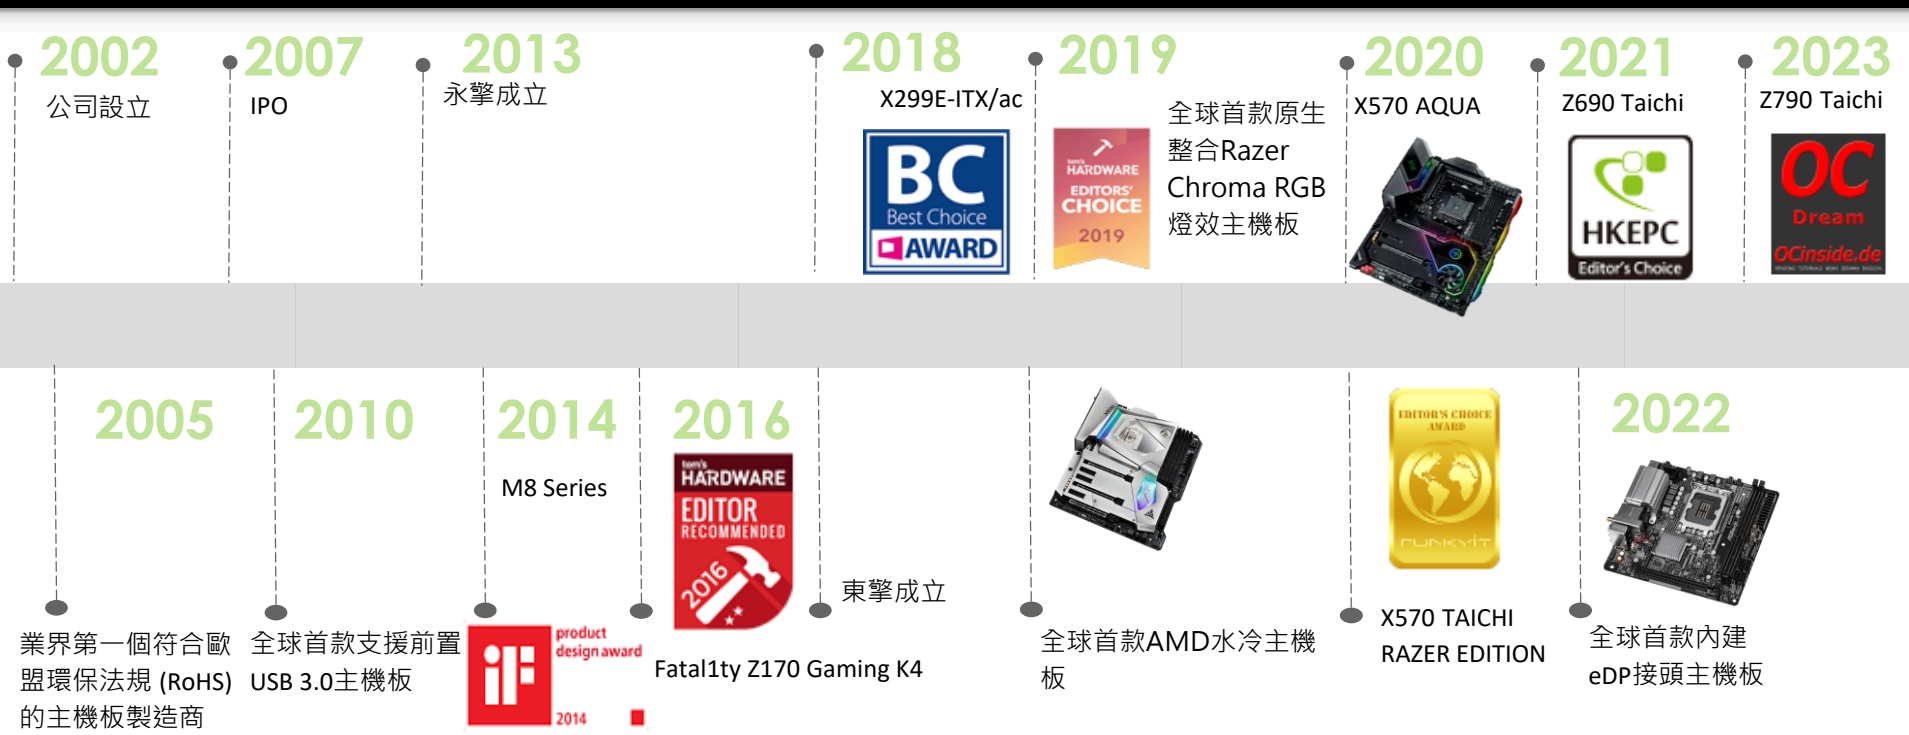 2002
公司設立
2007
IPO
2013
永擎成立
2018
X299E-ITX/ac
BC
Best Choice
AWARD
2019
tom's
HARDWARE
EDITORS'
CHOICE
2019
全球首款原生
整合Razer
Chroma RGB
燈效主機板
2020
X570 AQUA
2021
Z690 Taichi
HKEPC
Editor's Choice
2023
Z790 Taichi
OC
Dream
OCinside.de
2005
業界第一個符合歐
盟環保法規 (RoHS)
的主機板製造商
2010
全球首款支援前置
USB 3.0主機板
2014
M8 Series
iF
product
design award
2014
2016
tom's
HARDWARE
EDITOR
RECOMMENDED
2016
Fatal1ty Z170 Gaming K4
東擎成立
全球首款AMD水冷主機
板
EDITOR'S CHOICE
AWARD
FUNKYIT
X570 TAICHI
RAZER EDITION
2022
全球首款內建
eDP接頭主機板